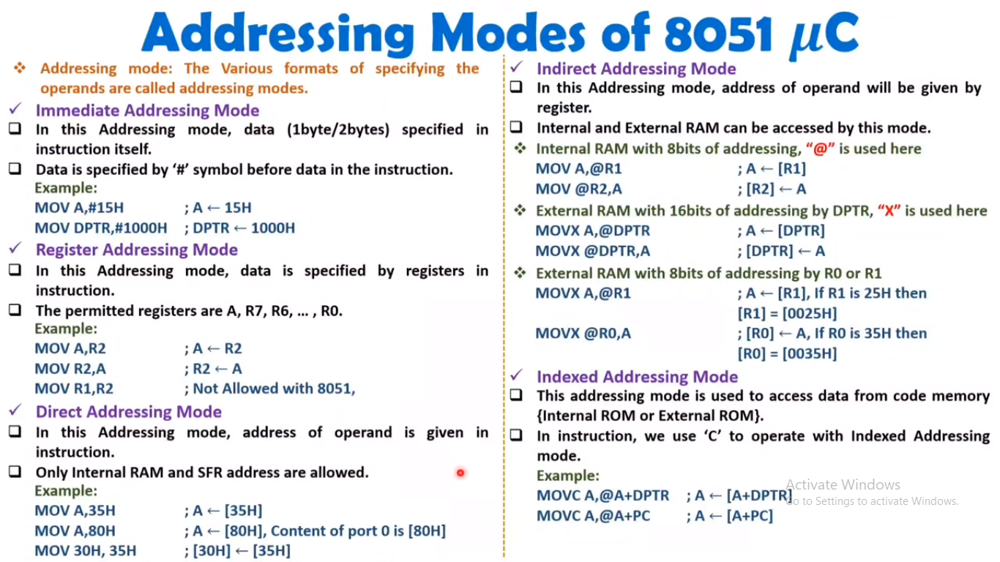 Addressing Modes of 8051 μC
❖ Addressing mode: The Various formats of specifying the
operands are called addressing modes.
✓ Immediate Addressing Mode
❑ In this Addressing mode, data (1byte/2bytes) specified in
instruction itself.
❑ Data is specified by ‘#’ symbol before data in the instruction.
Example:
MOV A,#15H ; A ← 15H
MOV DPTR,#1000H ; DPTR ← 1000H
✓ Register Addressing Mode
❑ In this Addressing mode, data is specified by registers in
instruction.
❑ The permitted registers are A, R7, R6, ... , R0.
Example:
MOV A,R2 ; A ← R2
MOV R2,A ; R2 ← A
MOV R1,R2 ; Not Allowed with 8051,
✓ Direct Addressing Mode
❑ In this Addressing mode, address of operand is given in
instruction.
❑ Only Internal RAM and SFR address are allowed.
Example:
MOV A,35H ; A ← [35H]
MOV A,80H ; A ← [80H], Content of port 0 is [80H]
MOV 30H, 35H ; [30H] ← [35H]
✓ Indirect Addressing Mode
❑ In this Addressing mode, address of operand will be given by
register.
❑ Internal and External RAM can be accessed by this mode.
❖ Internal RAM with 8bits of addressing, “@” is used here
MOV A,@R1 ; A ← [R1]
MOV @R2,A ; [R2] ← A
❖ External RAM with 16bits of addressing by DPTR, “X” is used here
MOVX A,@DPTR ; A ← [DPTR]
MOVX @DPTR,A ; [DPTR] ← A
❖ External RAM with 8bits of addressing by R0 or R1
MOVX A,@R1 ; A ← [R1], If R1 is 25H then
[R1] = [0025H]
MOVX @R0,A ; [R0] ← A, If R0 is 35H then
[R0] = [0035H]
✓ Indexed Addressing Mode
❑ This addressing mode is used to access data from code memory
{Internal ROM or External ROM}.
❑ In instruction, we use ‘C’ to operate with Indexed Addressing
mode.
Example:
MOVC A,@A+DPTR ; A ← [A+DPTR]
MOVC A,@A+PC ; A ← [A+PC]
Activate Windows
Go to Settings to activate Windows.